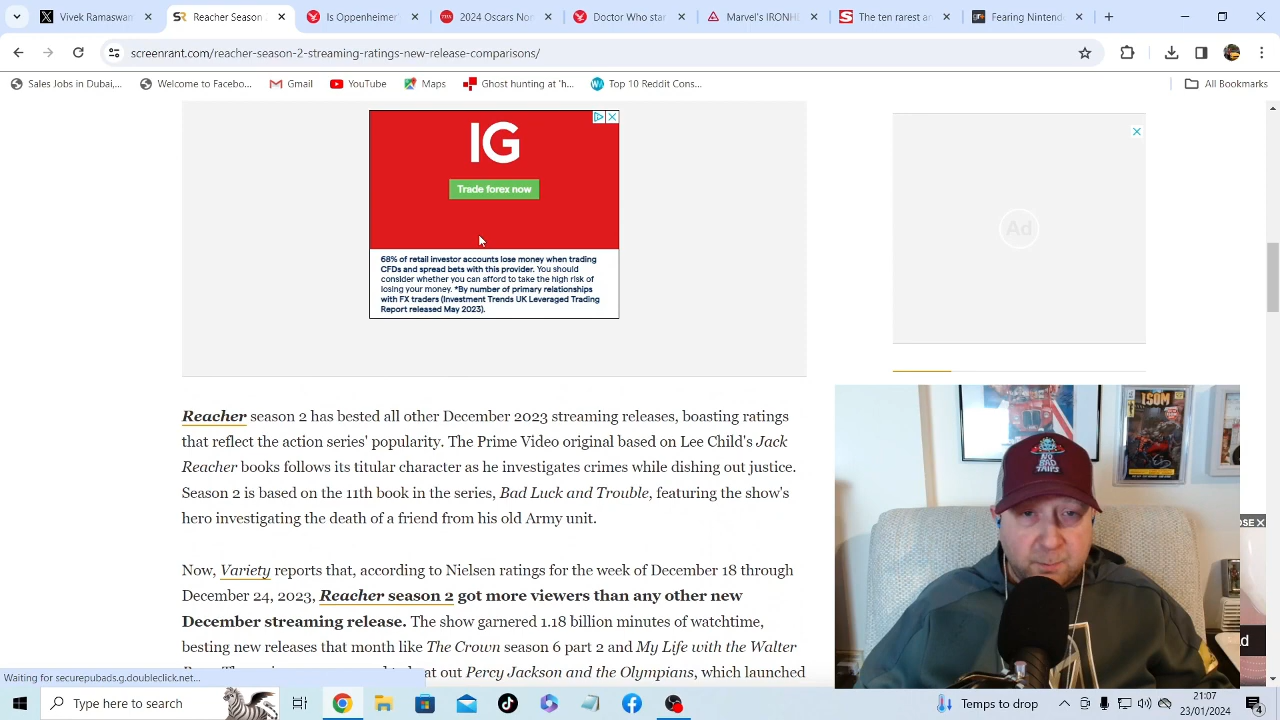 Vivek Ramaswam
Reacher Season 2
Is Oppenheimer
2024 Oscars Nom
Doctor Who star
Marvel's IRONHE
The ten rarest an
Fearing Nintendo
screenrant.com/reacher-season-2-streaming-ratings-new-release-comparisons/
Sales Jobs in Dubai,...
Welcome to Facebo...
Gmail
YouTube
Maps
Ghost hunting at 'h...
Top 10 Reddit Cons...
All Bookmarks
IG
Trade forex now
68% of retail investor accounts lose money when trading
CFDs and spread bets with this provider. You should
consider whether you can afford to take the high risk of
losing your money. *By number of primary relationships
with FX traders (Investment Trends UK Leveraged Trading
Report released May 2023).
Ad
Reacher season 2 has bested all other December 2023 streaming releases, boasting ratings
that reflect the action series' popularity. The Prime Video original based on Lee Child's Jack
Reacher books follows its titular character as he investigates crimes while dishing out justice.
Season 2 is based on the 11th book in the series, Bad Luck and Trouble, featuring the show's
hero investigating the death of a friend from his old Army unit.
Now, Variety reports that, according to Nielsen ratings for the week of December 18 through
December 24, 2023, Reacher season 2 got more viewers than any other new
December streaming release. The show garnered 1.18 billion minutes of watchtime,
besting new releases that month like The Crown season 6 part 2 and My Life with the Walter
at out Percy Jackson and the Olympians, which launched
OSE X
150M
Waiting for securepubads.g.doubleclick.net...
Type here to search
Temps to drop
21:07
23/01/2024
4